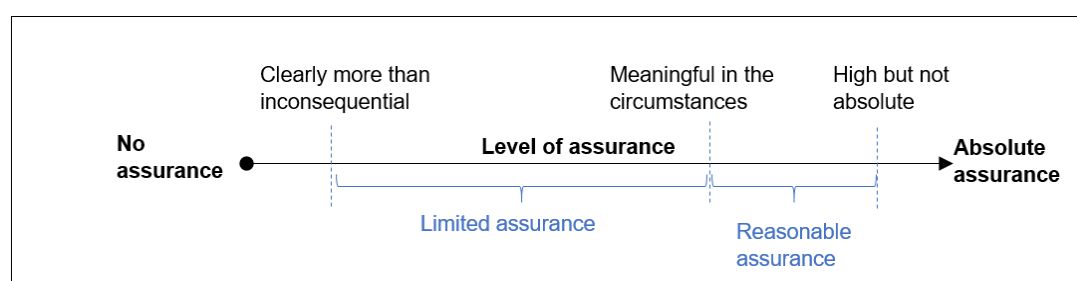 Clearly more than
inconsequential
Meaningful in the
circumstances
High but not
absolute
No
assurance
Level of assurance
Absolute
assurance
Limited assurance
Reasonable
assurance